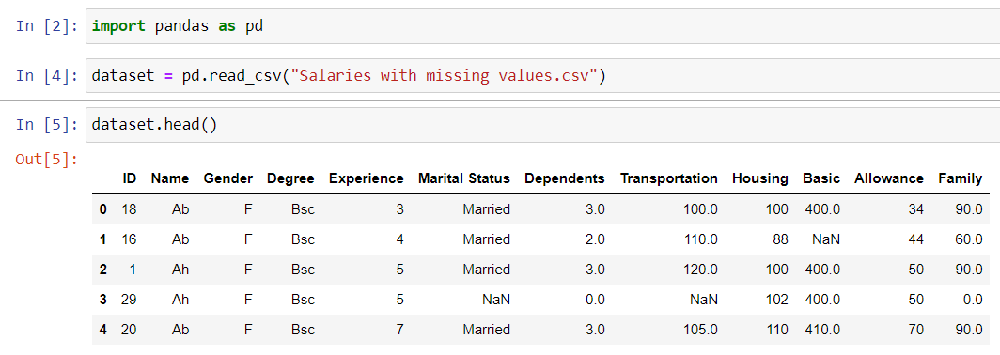 In [2]: import pandas as pd
In [4]: dataset = pd.read_csv("Salaries with missing values.csv")
In [5]: dataset.head()
Out[5]:
ID Name Gender Degree Experience Marital Status Dependents Transportation Housing Basic Allowance Family
0 18 Ab F Bsc 3 Married 3.0 100.0 100 400.0 34 90.0
1 16 Ab F Bsc 4 Married 2.0 110.0 88 NaN 44 60.0
2 1 Ah F Bsc 5 Married 3.0 120.0 100 400.0 50 90.0
3 29 Ah F Bsc 5 NaN 0.0 NaN 102 400.0 50 0.0
4 20 Ab F Bsc 7 Married 3.0 105.0 110 410.0 70 90.0